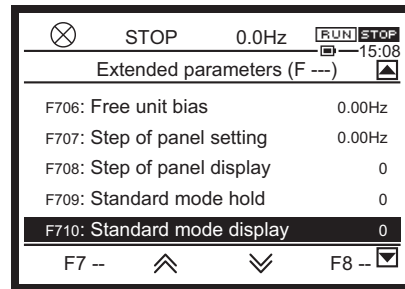 STOP 0.0Hz RUN STOP
15:08
Extended parameters (F ---)
F706: Free unit bias 0.00Hz
F707: Step of panel setting 0.00Hz
F708: Step of panel display 0
F709: Standard mode hold 0
F710: Standard mode display 0
F7 -- F8 --